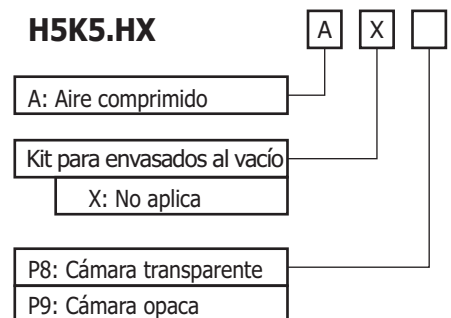 H5K5.HX A X
A: Aire comprimido
Kit para envasados al vacío
X: No aplica
P8: Cámara transparente
P9: Cámara opaca